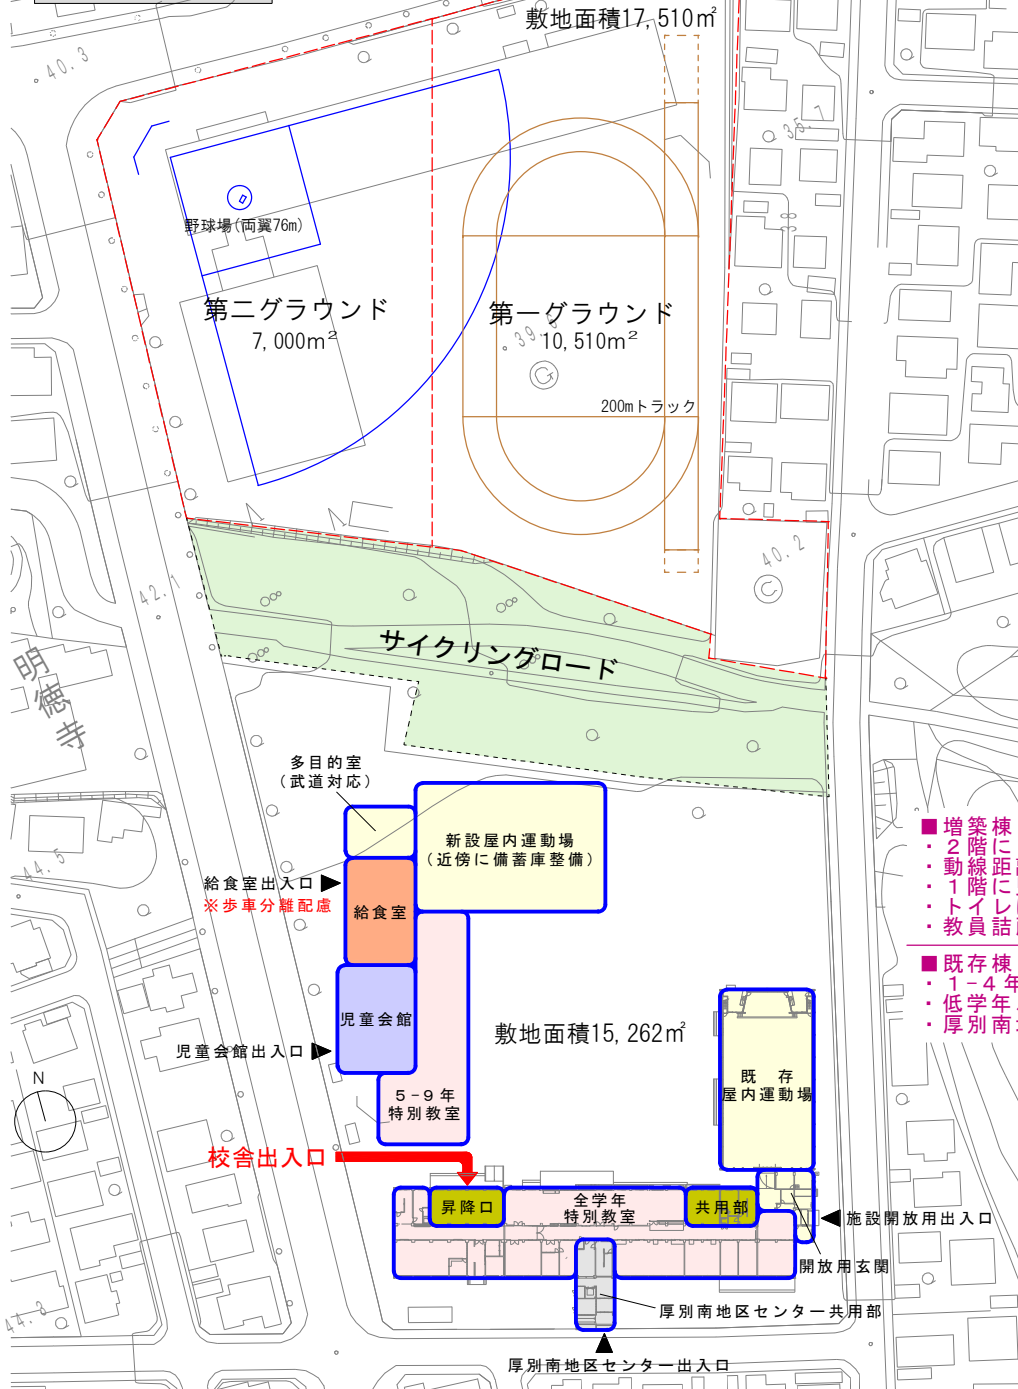 敷地面積17,510㎡
40.3
35.7
野球場(両翼76m)
第二グラウンド
7,000m²
第一グラウンド
10,510m²
200mトラック
40.2
42.1
サイクリングロード
明徳寺
多目的室
(武道対応)
新設屋内運動場
(近傍に備蓄庫整備)
給食室出入口
※歩車分離配慮
給食室
44.5
児童会館
児童会館出入口
敷地面積15,262㎡
既存
屋内運動場
5-9年
特別教室
N
校舎出入口
昇降口
全学年
特別教室
共用部
施設開放用出入口
開放用玄関
厚別南地区センター共用部
厚別南地区センター出入口
44.3
■増築棟
・2階に
・動線距
・1階に
・トイレ
・教員詰
■既存棟
・1-4年
・低学年
・厚別南